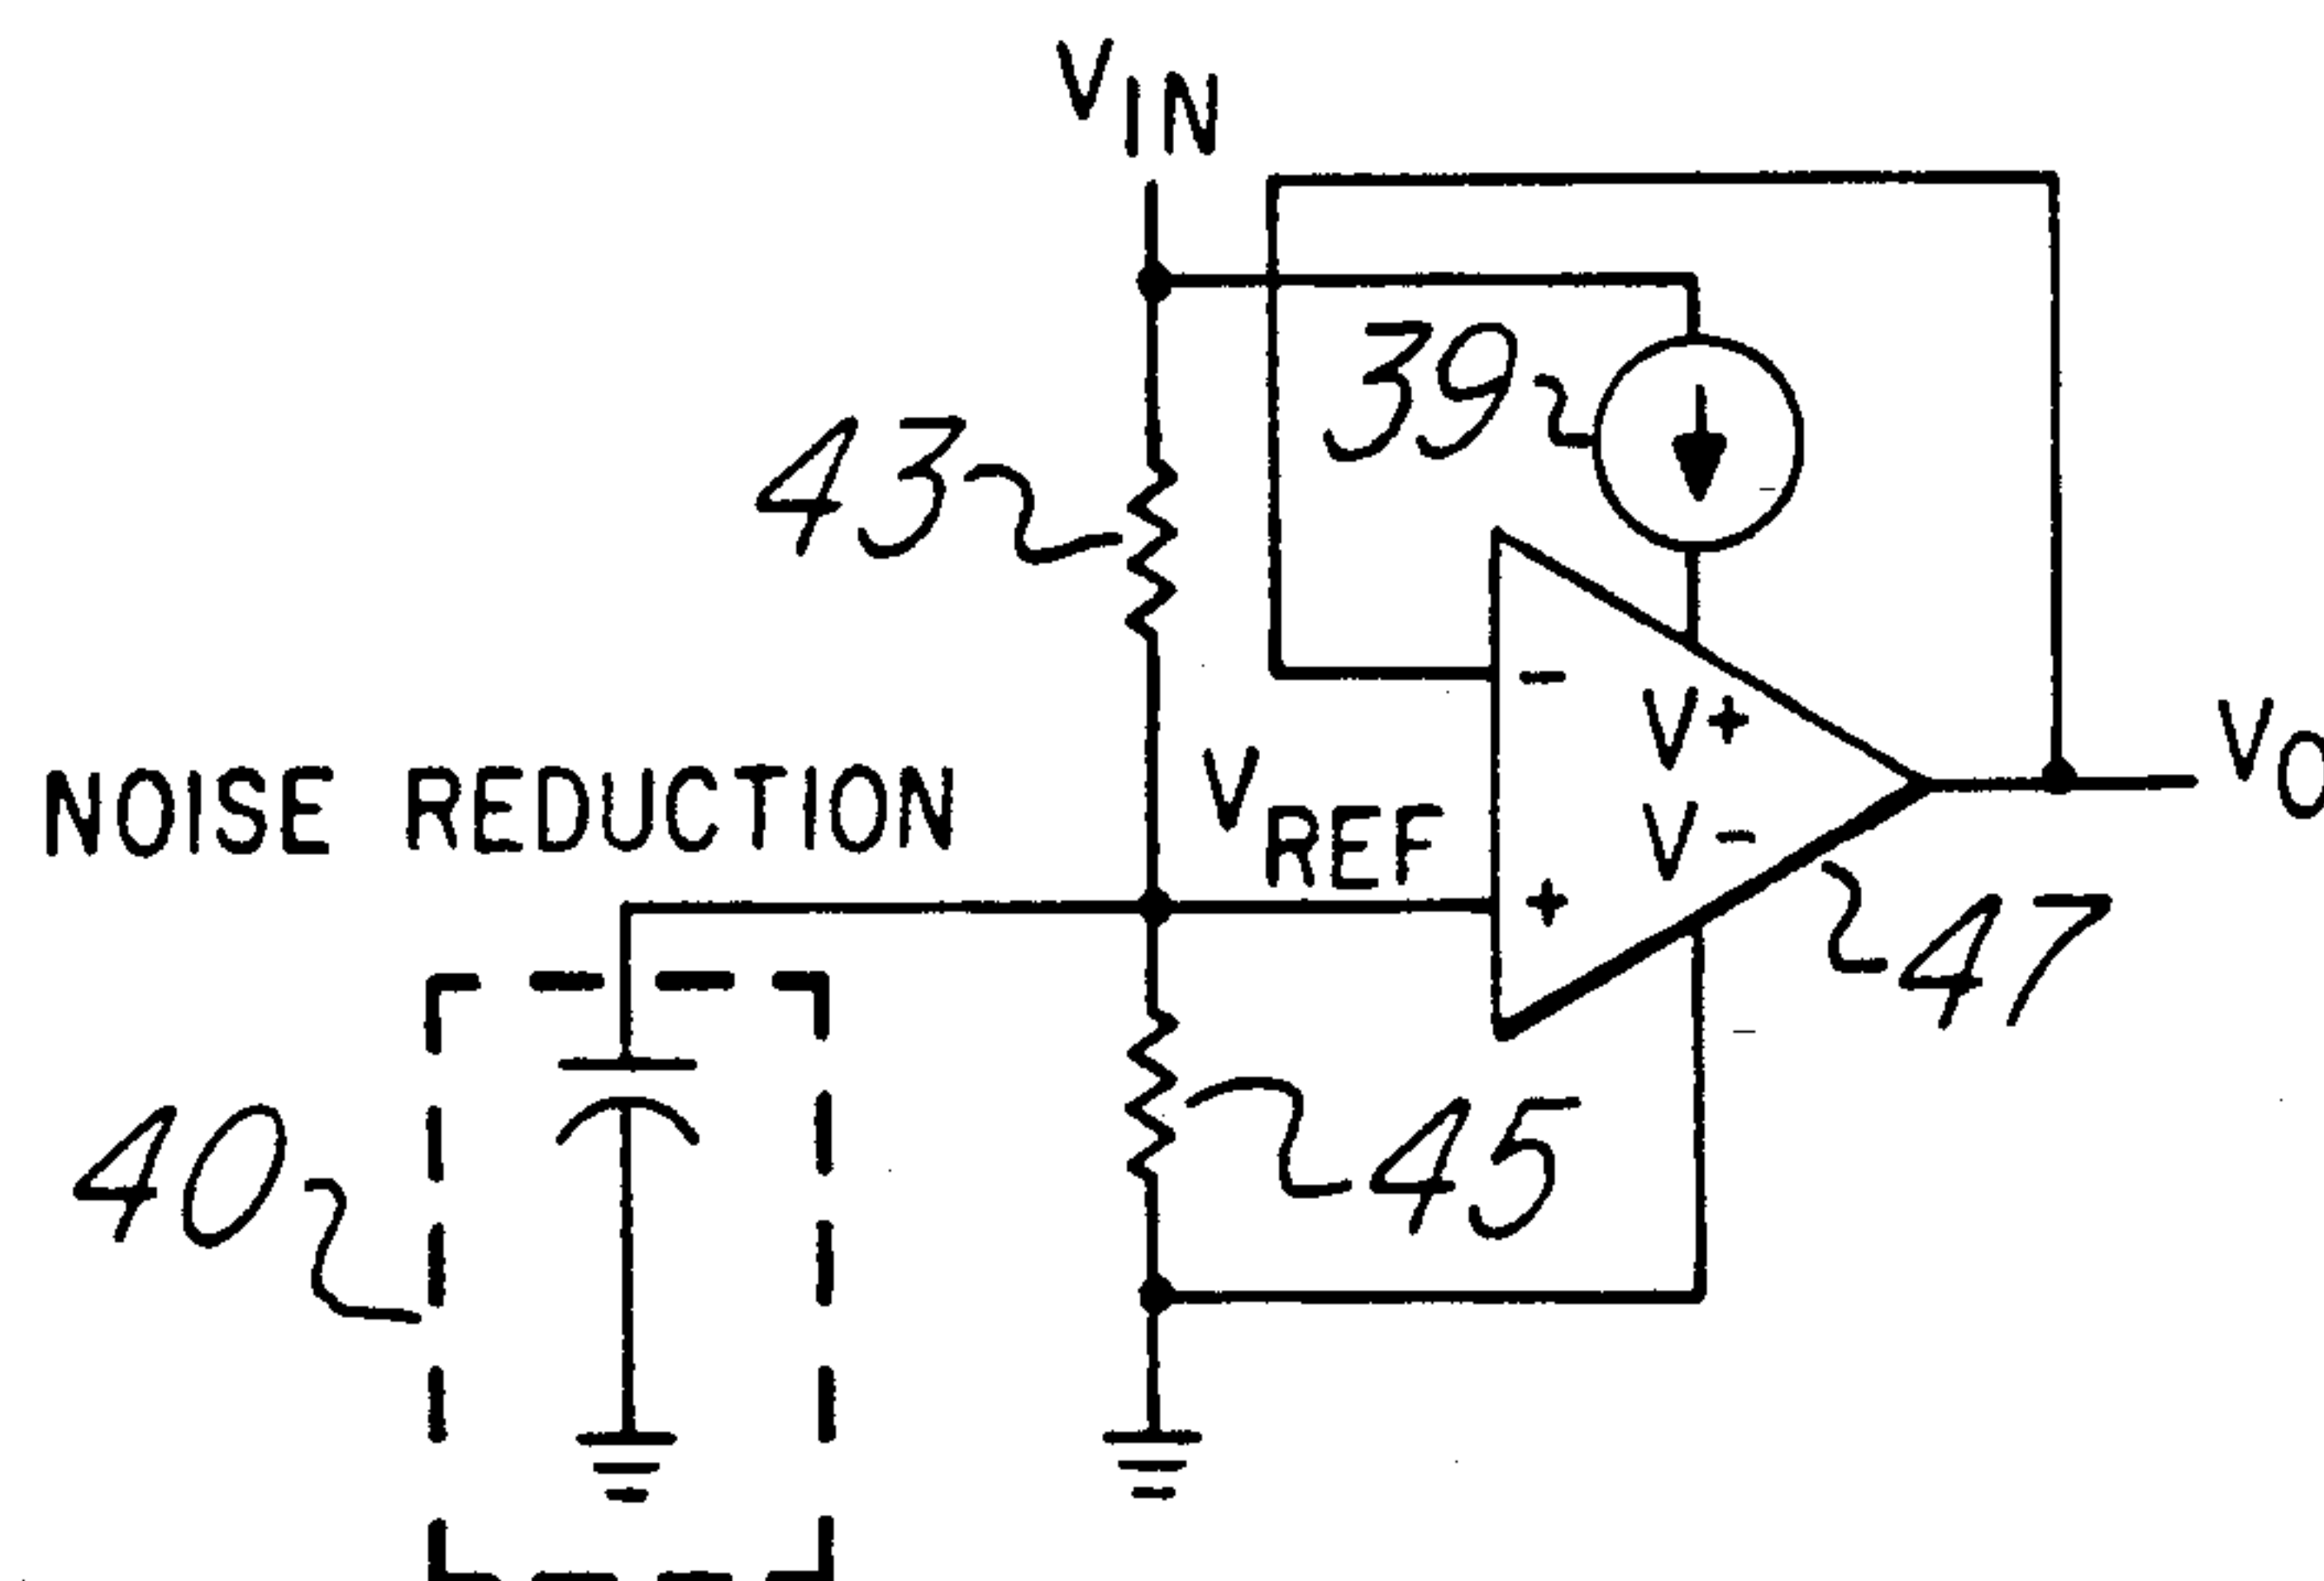 VIN
39
43
-
V+
VREF
V-
VO
NOISE REDUCTION
+
47
45
40